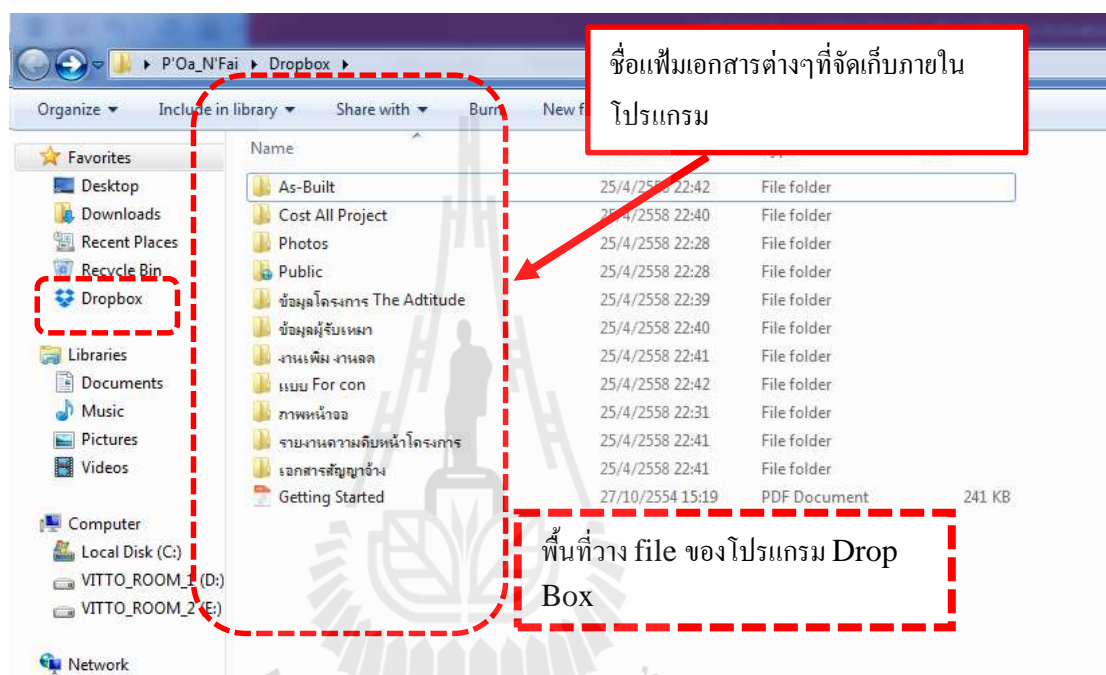 P'Oa_N'Fai ▸ Dropbox ▸
ชื่อแฟ้มเอกสารต่างๆที่จัดเก็บภายใน
โปรแกรม
Organize Include in library Share with Burn New f
Favorites
Desktop
Downloads
Recent Places
Recycle Bin
Dropbox
Libraries
Documents
Music
Pictures
Videos
Computer
Local Disk (C:)
VITTO_ROOM_1 (D:)
VITTO_ROOM_2 (E:)
Network
Name
As-Built 25/4/2558 22:42 File folder
Cost All Project 25/4/2558 22:40 File folder
Photos 25/4/2558 22:28 File folder
Public 25/4/2558 22:28 File folder
ข้อมูลโครงการ The Adtitude 25/4/2558 22:39 File folder
ข้อมูลผู้รับเหมา 25/4/2558 22:40 File folder
งานเพิ่ม งานลด 25/4/2558 22:41 File folder
แบบ For con 25/4/2558 22:42 File folder
ภาพหน้าจอ 25/4/2558 22:31 File folder
รายงานความคืบหน้าโครงการ 25/4/2558 22:41 File folder
เอกสารสัญญาจ้าง 25/4/2558 22:41 File folder
Getting Started 27/10/2554 15:19 PDF Document 241 KB
พื้นที่วาง file ของโปรแกรม Drop
Box